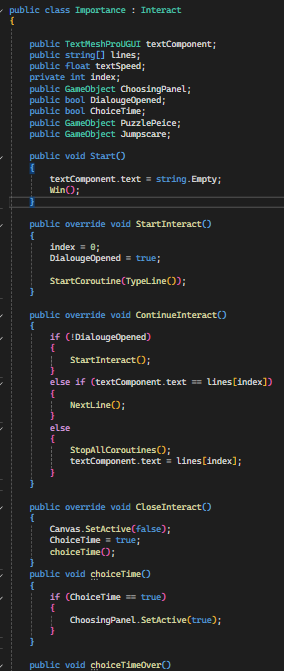 public class Importance : Interact
{
public TextMeshProUGUI textComponent;
public string[] lines;
public float textSpeed;
private int index;
public GameObject ChoosingPanel;
public bool DialougeOpened;
public bool ChoiceTime;
public GameObject PuzzlePeice;
public GameObject Jumpscare;
public void Start()
{
textComponent.text = string.Empty;
Win();
}
public override void StartInteract()
{
index = 0;
DialougeOpened = true;
StartCoroutine(TypeLine());
}
public override void ContinueInteract()
{
if (!DialougeOpened)
{
StartInteract();
}
else if (textComponent.text == lines[index])
{
NextLine();
}
else
{
StopAllCoroutines();
textComponent.text = lines[index];
}
}
public override void CloseInteract()
{
Canvas.SetActive(false);
ChoiceTime = true;
choiceTime();
}
public void choiceTime()
{
if (ChoiceTime == true)
{
ChoosingPanel.SetActive(true);
}
}
public void choiceTimeOver()